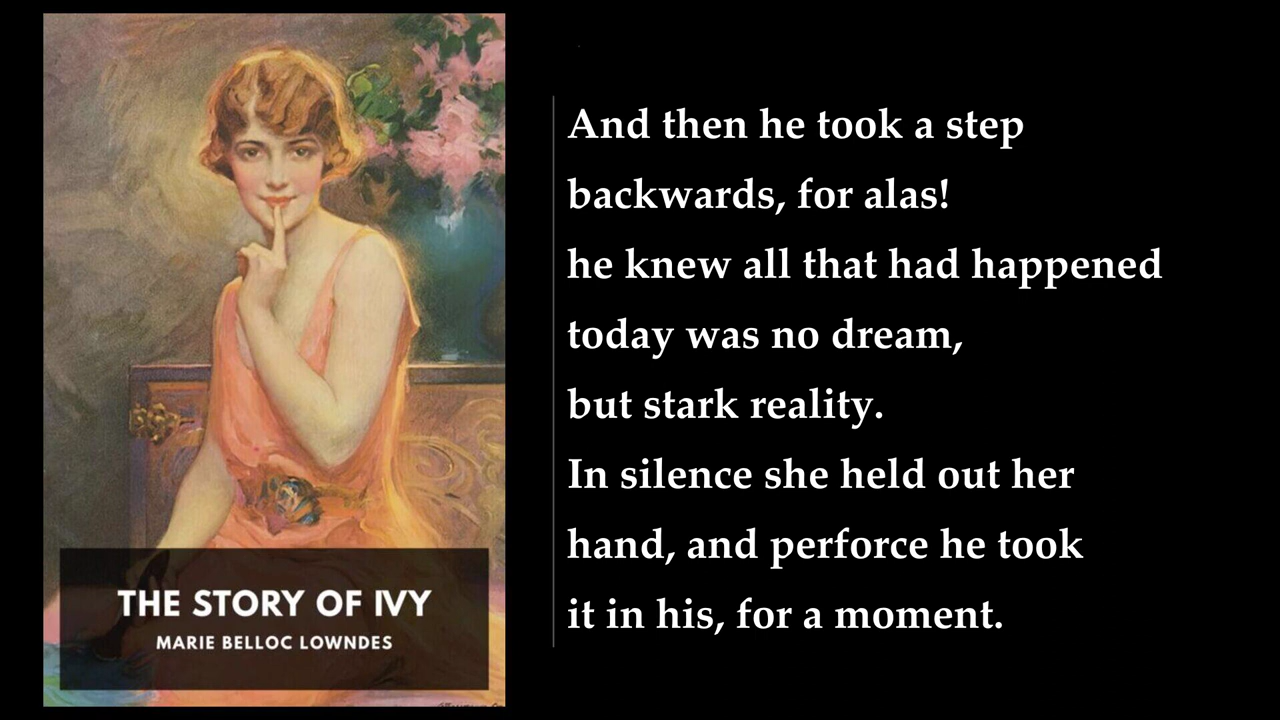 THE STORY OF IVY
MARIE BELLOC LOWNDES
And then he took a step
backwards, for alas!
he knew all that had happened
today was no dream,
but stark reality.
In silence she held out her
hand, and perforce he took
it in his, for a moment.